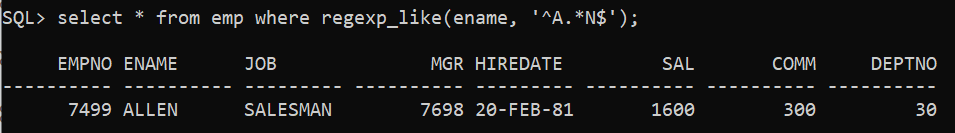 SQL> select * from emp where regexp_like(ename, '^A.*N$');
     EMPNO ENAME      JOB              MGR HIREDATE         SAL       COMM     DEPTNO
---------- ---------- --------- ---------- --------- ---------- ---------- ----------
      7499 ALLEN      SALESMAN        7698 20-FEB-81       1600        300         30